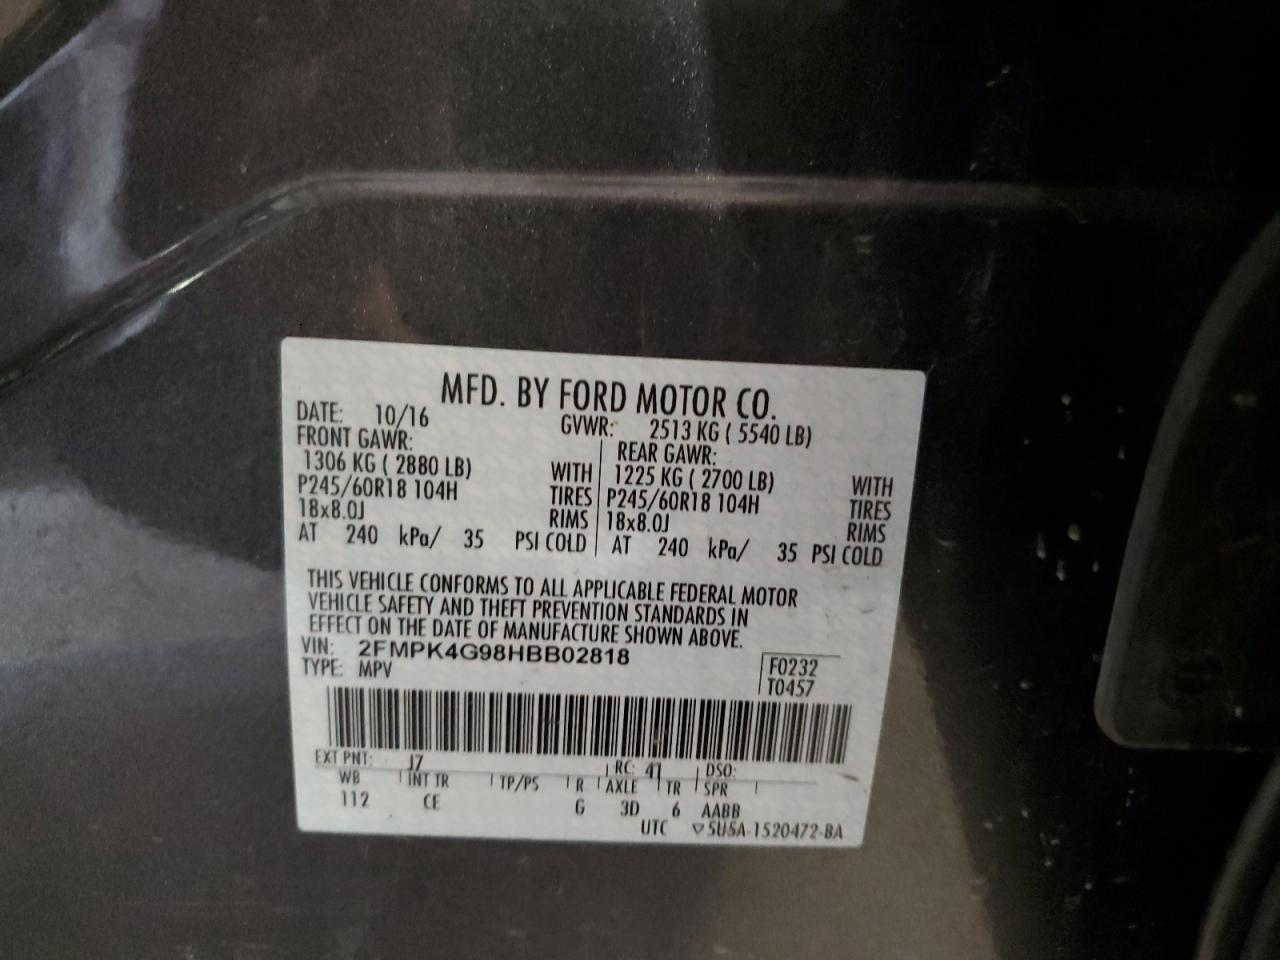 MFD. BY FORD MOTOR CO.
DATE: 10/16 GVWR: 2513 KG ( 5540 LB)
FRONT GAWR: REAR GAWR:
1306 KG ( 2880 LB) WITH 1225 KG ( 2700 LB) WITH
P245/60R18 104H TIRES P245/60R18 104H TIRES
18x8.0J RIMS 18x8.0J RIMS
AT 240 kPa/ 35 PSI COLD AT 240 kPa/ 35 PSI COLD
THIS VEHICLE CONFORMS TO ALL APPLICABLE FEDERAL MOTOR
VEHICLE SAFETY AND THEFT PREVENTION STANDARDS IN
EFFECT ON THE DATE OF MANUFACTURE SHOWN ABOVE.
VIN: 2FMPK4G98HBB02818
TYPE: MPV F0232
T0457
EXT PNT: J7 RC: 41 DSO:
WB INT TR TP/PS R AXLE TR SPR
112 CE G 3D 6 AABB
UTC ▽5U5A-1520472-BA